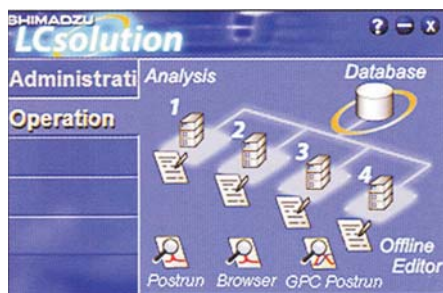 SHIMADZU
LCsolution
? – x
Administrati
Operation
Analysis
Database
1
2
3
4
Offline
Editor
Postrun
Browser
GPC Postrun